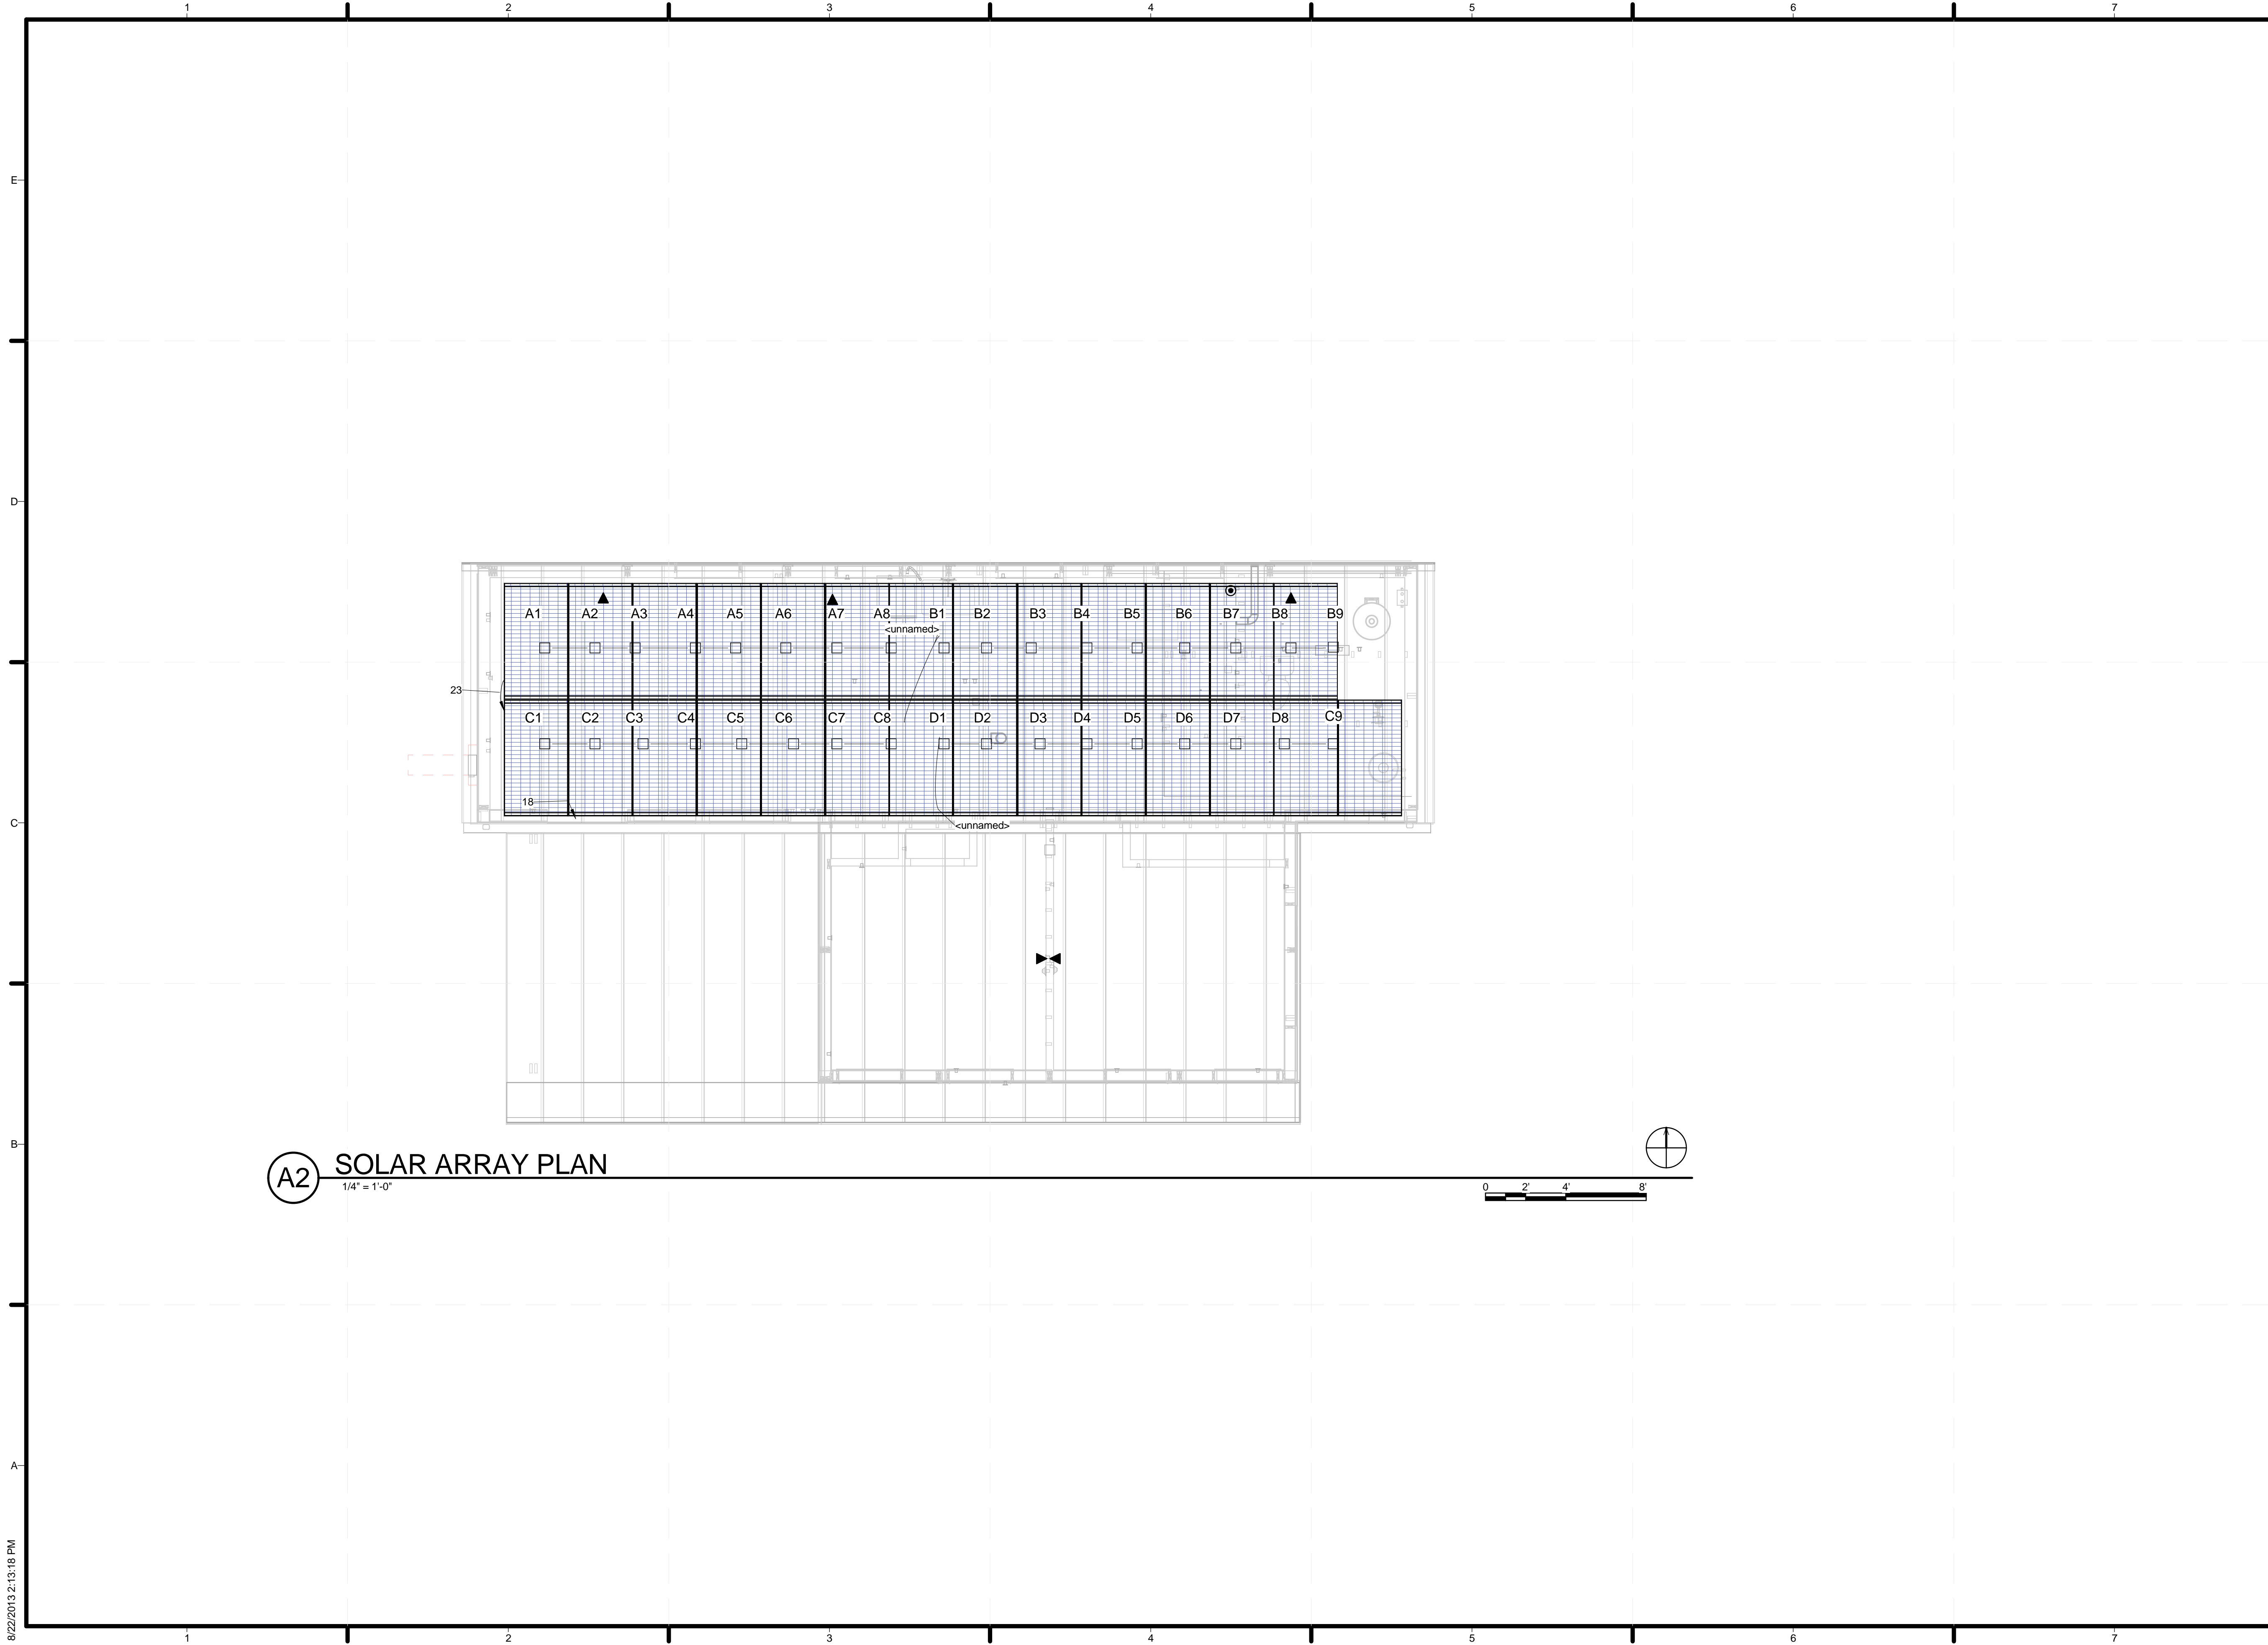 1 2 3 4 5 6 7
E
D
A1 A2 A3 A4 A5 A6 A7 A8 B1 B2 B3 B4 B5 B6 B7 B8 B9
<unnamed>
23
C1 C2 C3 C4 C5 C6 C7 C8 D1 D2 D3 D4 D5 D6 D7 D8 C9
18
C
<unnamed>
B
A2 SOLAR ARRAY PLAN
1/4" = 1'-0"
0 2' 4' 8'
A
8/22/2013 2:13:18 PM
1 2 3 4 5 6 7